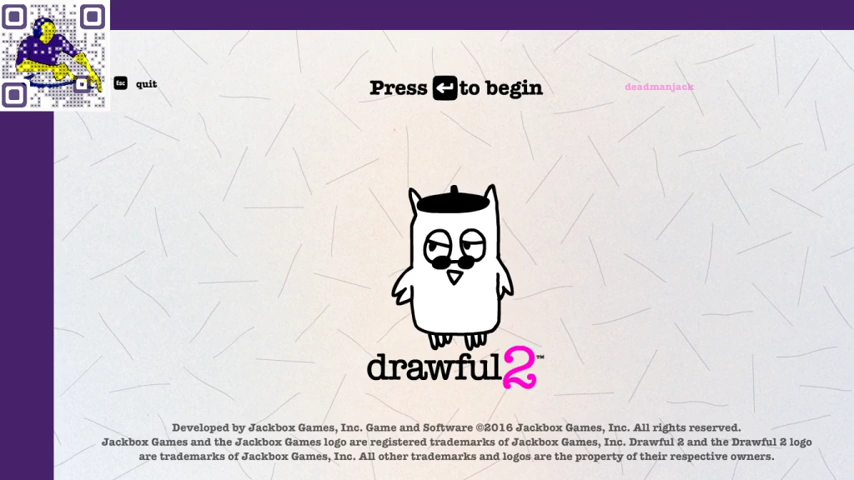 Esc quit
Press to begin
deadmanjack
drawful2™
Developed by Jackbox Games, Inc. Game and Software ©2016 Jackbox Games, Inc. All rights reserved.
Jackbox Games and the Jackbox Games logo are registered trademarks of Jackbox Games, Inc. Drawful 2 and the Drawful 2 logo
are trademarks of Jackbox Games, Inc. All other trademarks and logos are the property of their respective owners.